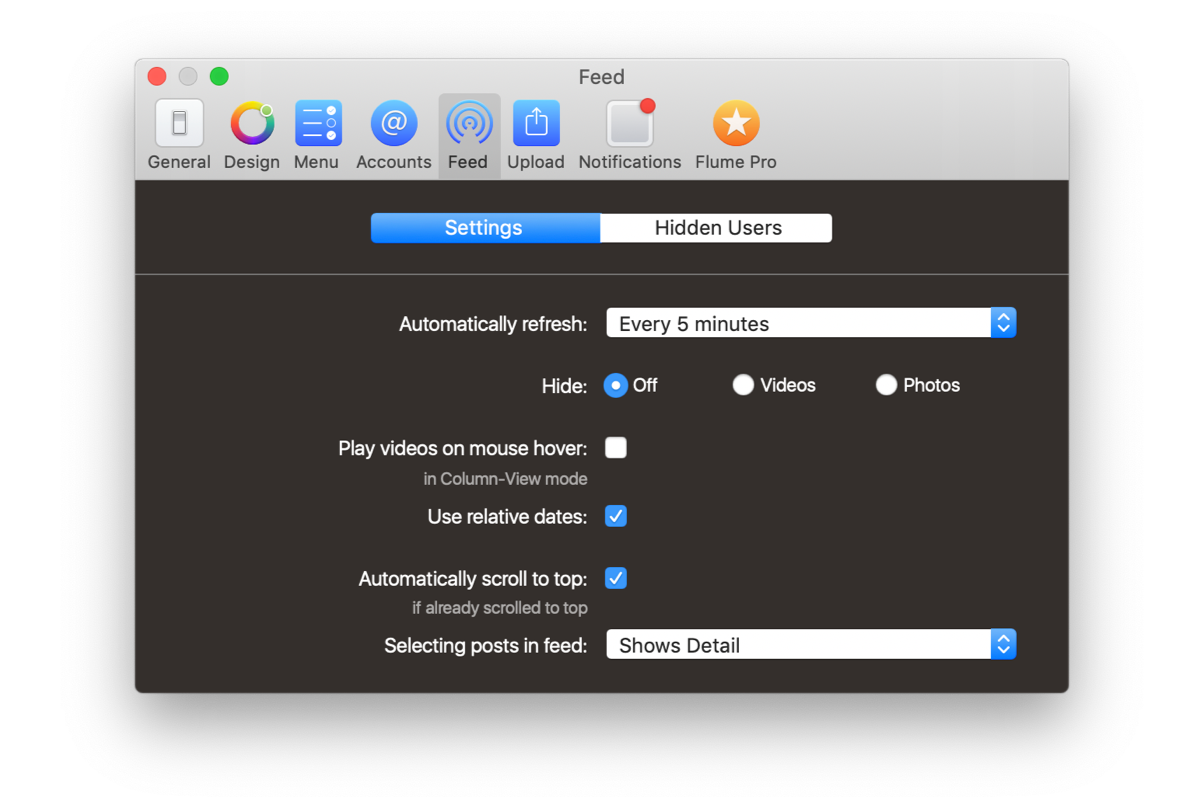 Feed
General Design Menu Accounts Feed Upload Notifications Flume Pro
Settings Hidden Users
Automatically refresh: Every 5 minutes
Hide: Off Videos Photos
Play videos on mouse hover:
in Column-View mode
Use relative dates:
Automatically scroll to top:
if already scrolled to top
Selecting posts in feed: Shows Detail